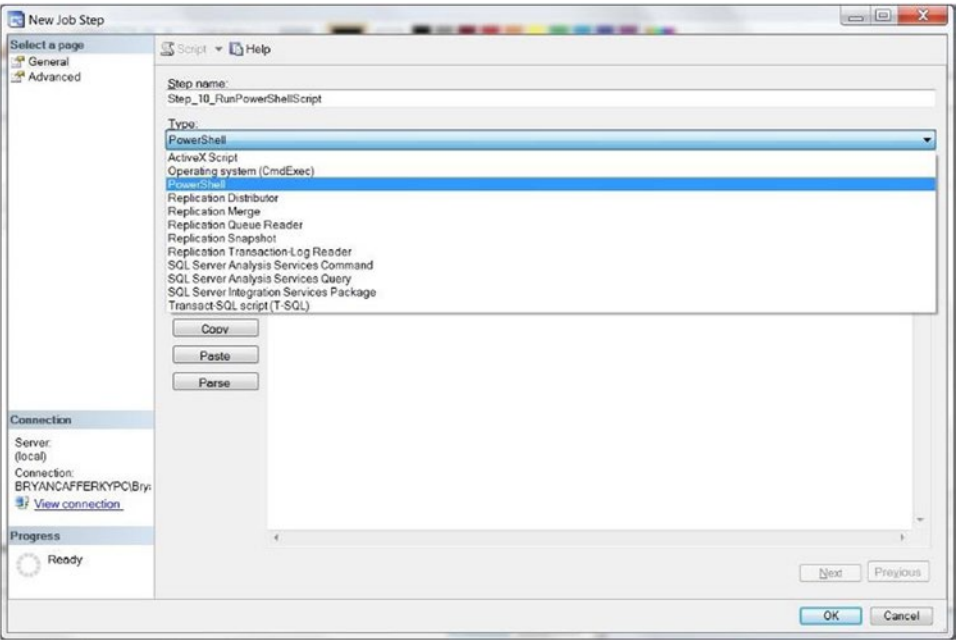 New Job Step
Select a page
General
Advanced
Script Help
Step name:
Step_10_RunPowerShellScript
Type:
PowerShell
ActiveX Script
Operating system (CmdExec)
PowerShell
Replication Distributor
Replication Merge
Replication Queue Reader
Replication Snapshot
Replication Transaction-Log Reader
SQL Server Analysis Services Command
SQL Server Analysis Services Query
SQL Server Integration Services Package
Transact-SQL script (T-SQL)
Copy
Paste
Parse
Connection
Server:
(local)
Connection:
BRYANCAFFERKYPC\Brya
View connection
Progress
Ready
Next Previous
OK Cancel